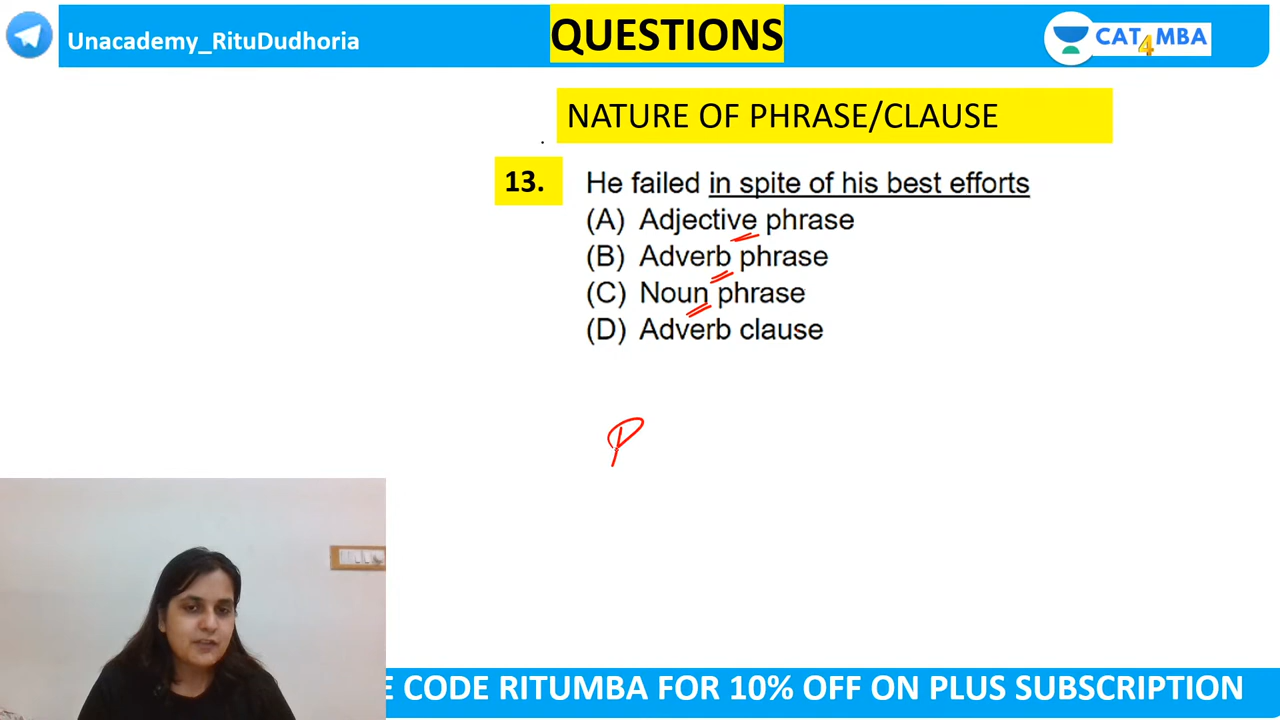 Unacademy_RituDudhoria
QUESTIONS
CAT4MBA
NATURE OF PHRASE/CLAUSE
13. He failed in spite of his best efforts
(A) Adjective phrase
(B) Adverb phrase
(C) Noun phrase
(D) Adverb clause
P
E CODE RITUMBA FOR 10% OFF ON PLUS SUBSCRIPTION